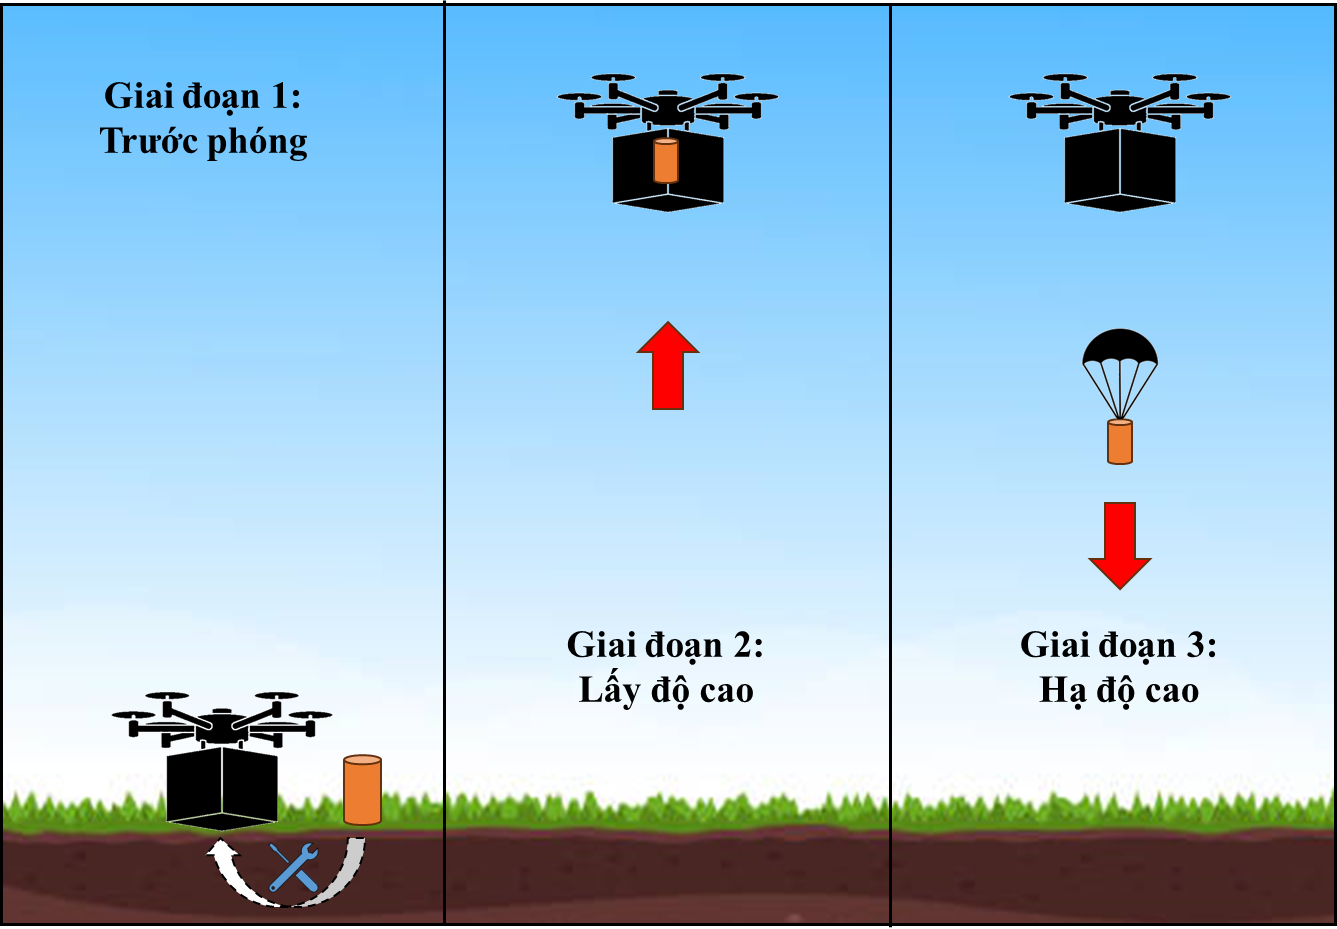 Giai đoạn 1:
Trước phóng
Giai đoạn 2:
Lấy độ cao
Giai đoạn 3:
Hạ độ cao